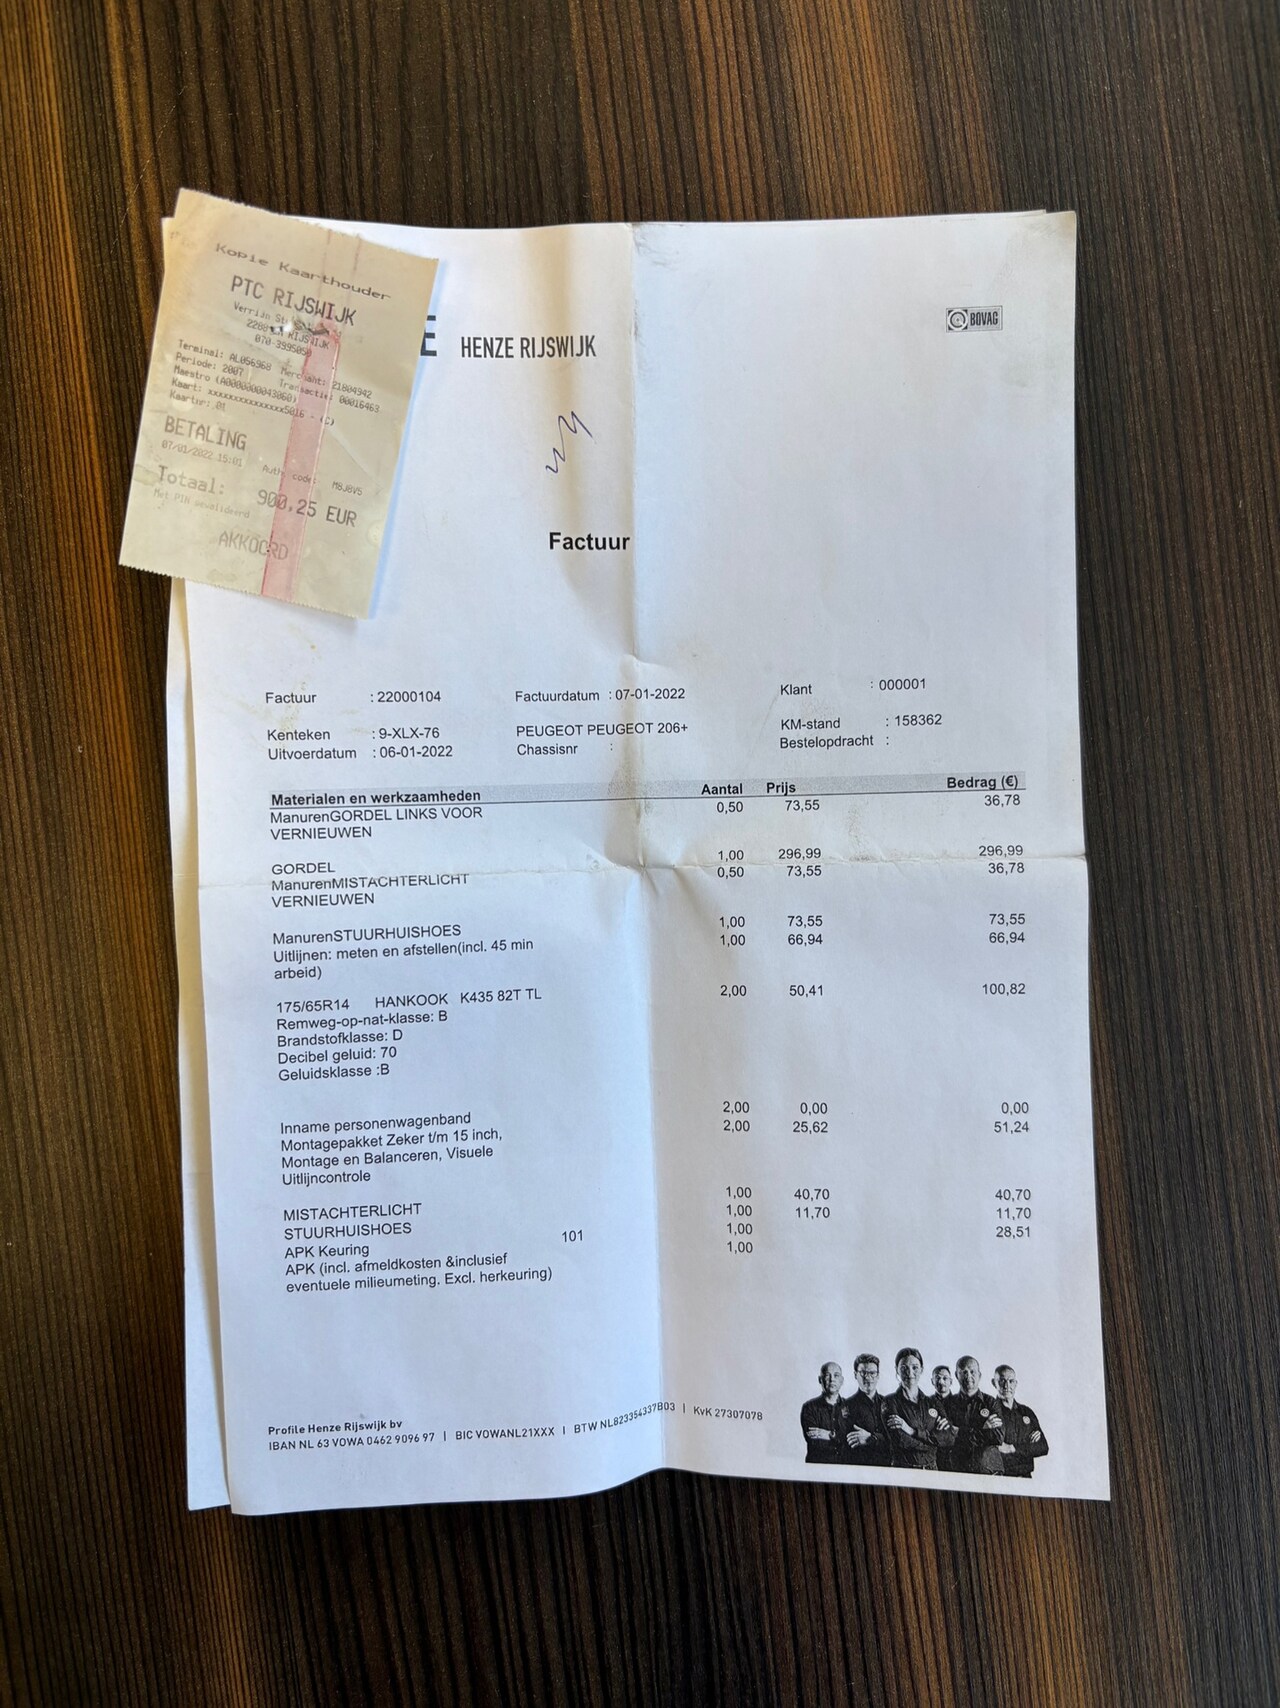 Kopie Kaarthouder
PTC RIJSWIJK
Verrijn
RIJSWIJK
Terminal: AL056968 Merchant: 21804942
Periode: 2007 Transactie: 00016463
Maestro (A0000000043060)
Kaart: xxxxxxxxxxxxxxx5016 - (C)
Kaartnr: 01
BETALING
07/01/2022 15:01 Auth. code: M8J8V5
Totaal: 900,25 EUR
Met PIN gevalideerd
AKKOORD
E HENZE RIJSWIJK
BOVAG
Factuur
Factuur : 22000104 Factuurdatum : 07-01-2022 Klant : 000001
Kenteken : 9-XLX-76 PEUGEOT PEUGEOT 206+ KM-stand : 158362
Uitvoerdatum : 06-01-2022 Chassisnr : Bestelopdracht :
Materialen en werkzaamheden Aantal Prijs Bedrag (€)
ManurenGORDEL LINKS VOOR 0,50 73,55 36,78
VERNIEUWEN
GORDEL 1,00 296,99 296,99
ManurenMISTACHTERLICHT 0,50 73,55 36,78
VERNIEUWEN
ManurenSTUURHUISHOES 1,00 73,55 73,55
Uitlijnen: meten en afstellen(incl. 45 min 1,00 66,94 66,94
arbeid)
175/65R14 HANKOOK K435 82T TL 2,00 50,41 100,82
Remweg-op-nat-klasse: B
Brandstofklasse: D
Decibel geluid: 70
Geluidsklasse :B
Inname personenwagenband 2,00 0,00 0,00
Montagepakket Zeker t/m 15 inch, 2,00 25,62 51,24
Montage en Balanceren, Visuele
Uitlijncontrole
MISTACHTERLICHT 1,00 40,70 40,70
STUURHUISHOES 1,00 11,70 11,70
APK Keuring 101 1,00 28,51
APK (incl. afmeldkosten &inclusief 1,00
eventuele milieumeting. Excl. herkeuring)
Profile Henze Rijswijk bv
IBAN NL 63 VOWA 0462 9096 97 | BIC VOWANL21XXX | BTW NL823354337B03 | KvK 27307078